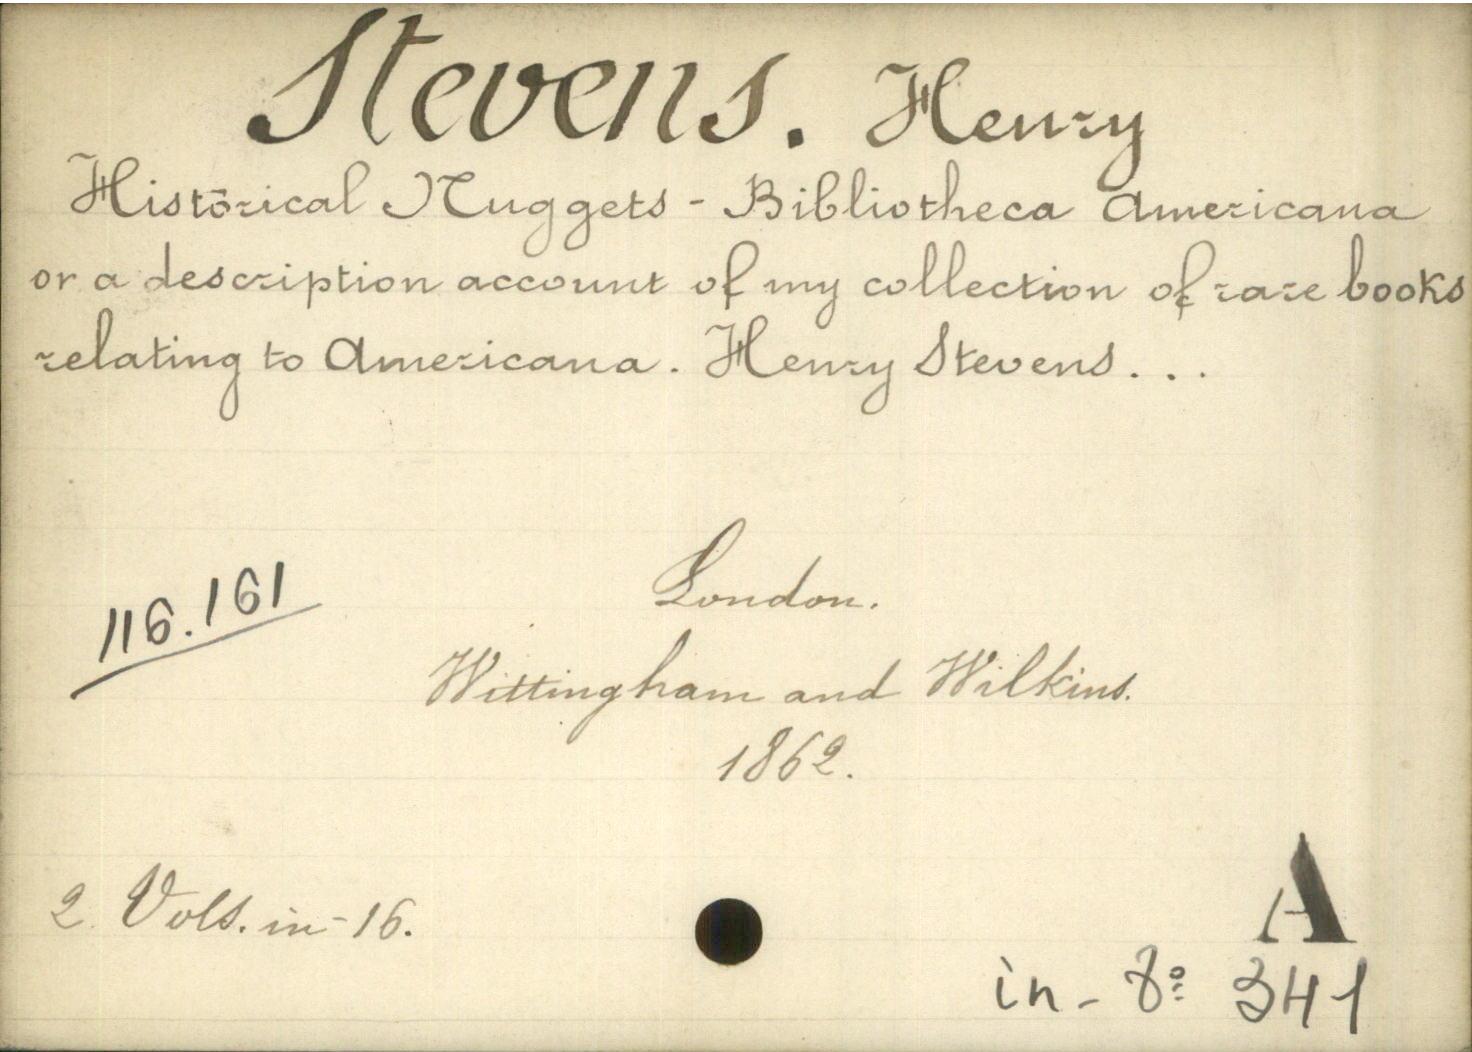 Stevens. Henry
Historical Nuggets - Bibliotheca Americana
or a description account of my collection of rare books
relating to Americana. Henry Stevens...
116.161
London.
Wittingham and Wilkins.
1862.
2 Vols. in-16.
A
in-8º 341